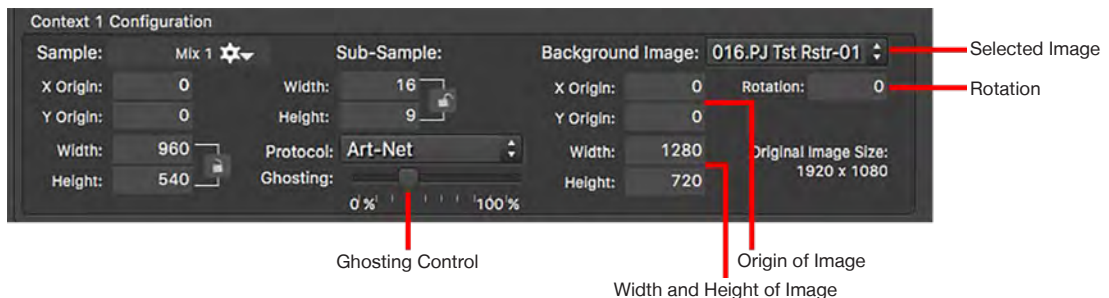 Context 1 Configuration
Sample: Mix 1 Sub-Sample: Background Image: 016.PJ Tst Rstr-01 Selected Image
X Origin: 0 Width: 16 X Origin: 0 Rotation: 0 Rotation
Y Origin: 0 Height: 9 Y Origin: 0
Width: 960 Protocol: Art-Net Width: 1280 Original Image Size:
Height: 540 Ghosting: Height: 720 1920 x 1080
0% 100%
Ghosting Control Origin of Image
Width and Height of Image